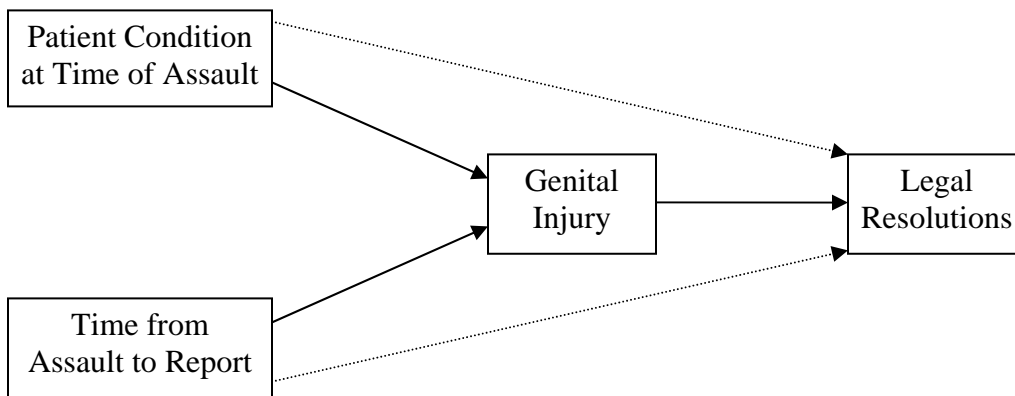 Patient Condition
at Time of Assault
Genital
Injury
Legal
Resolutions
Time from
Assault to Report